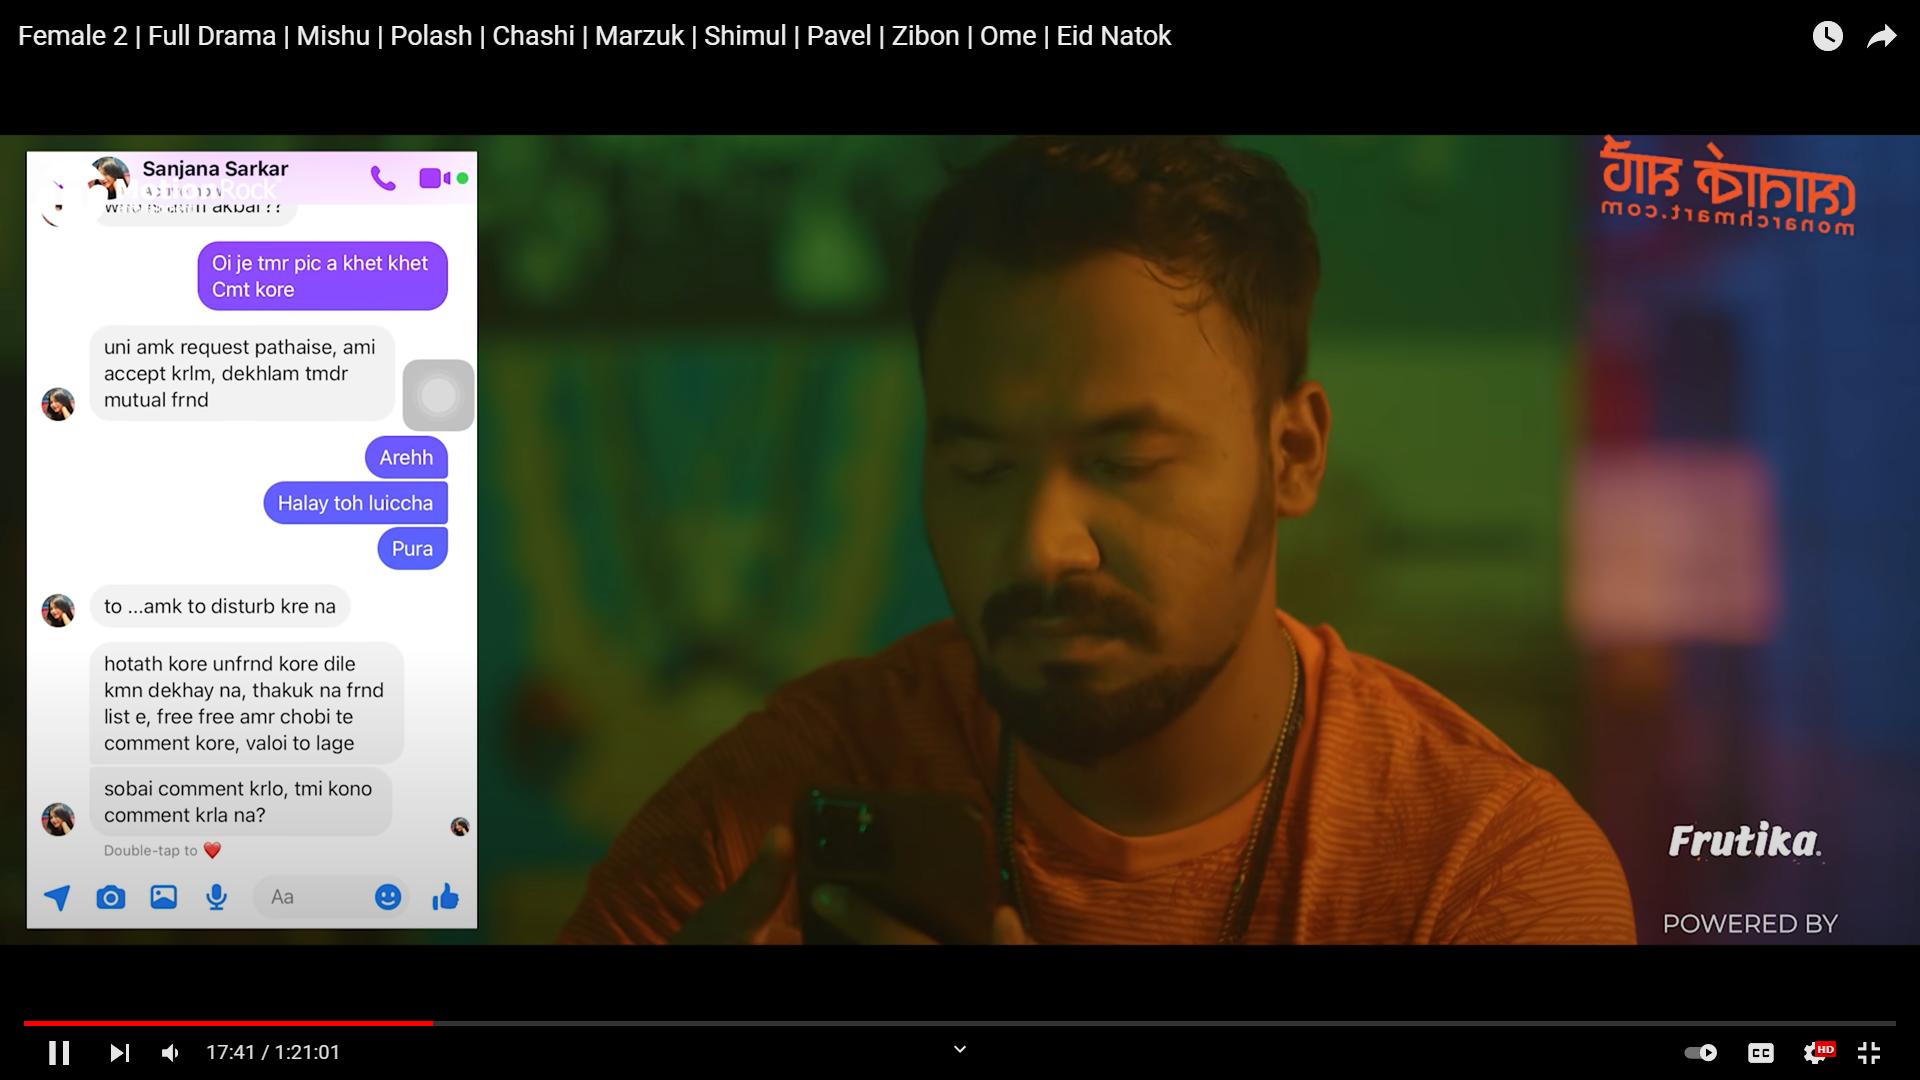 Female 2 | Full Drama | Mishu | Polash | Chashi | Marzuk | Shimul | Pavel | Zibon | Ome | Eid Natok
Sanjana Sarkar
MotionRock
akbar ??
Oi je tmr pic a khet khet
Cmt kore
uni amk request pathaise, ami
accept krlm, dekhlam tmdr
mutual frnd
Arehh
Halay toh luiccha
Pura
to ...amk to disturb kre na
hotath kore unfrnd kore dile
kmn dekhay na, thakuk na frnd
list e, free free amr chobi te
comment kore, valoi to lage
sobai comment krlo, tmi kono
comment krla na?
Double-tap to ❤️
Aa
monarchmart.com
Frutika.
POWERED BY
17:41 / 1:21:01
CC
HD